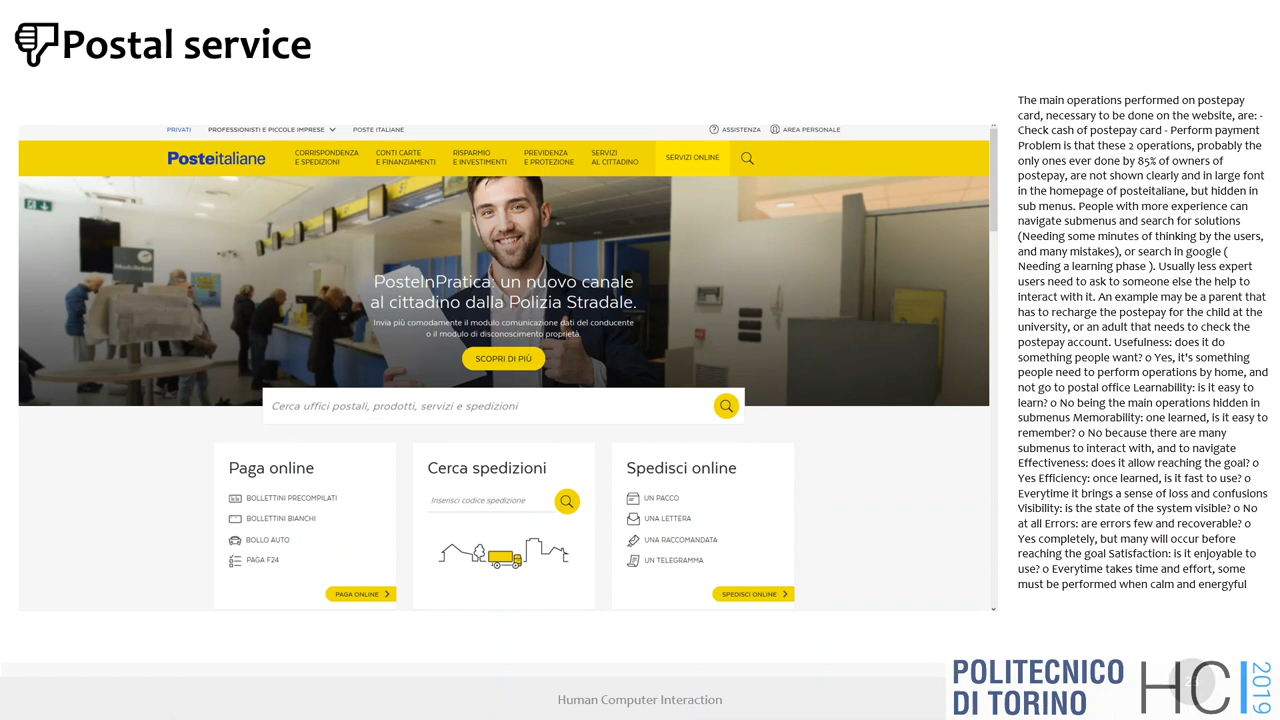 Postal service
PRIVATI PROFESSIONISTI E PICCOLE IMPRESE POSTE ITALIANE ASSISTENZA AREA PERSONALE
Posteitaliane
CORRISPONDENZA
E SPEDIZIONI
CONTI CARTE
E FINANZIAMENTI
RISPARMIO
E INVESTIMENTI
PREVIDENZA
E PROTEZIONE
SERVIZI
AL CITTADINO
SERVIZI ONLINE
PosteInPratica: un nuovo canale
al cittadino dalla Polizia Stradale.
Invia più comodamente il modulo comunicazione dati del conducente
o il modulo di disconoscimento proprietà.
SCOPRI DI PIÙ
Cerca uffici postali, prodotti, servizi e spedizioni
Paga online
BOLLETTINI PRECOMPILATI
BOLLETTINI BIANCHI
BOLLO AUTO
PAGA F24
PAGA ONLINE
Cerca spedizioni
Inserisci codice spedizione
Spedisci online
UN PACCO
UNA LETTERA
UNA RACCOMANDATA
UN TELEGRAMMA
SPEDISCI ONLINE
The main operations performed on postepay
card, necessary to be done on the website, are: -
Check cash of postepay card - Perform payment
Problem is that these 2 operations, probably the
only ones ever done by 85% of owners of
postepay, are not shown clearly and in large font
in the homepage of posteitaliane, but hidden in
sub menus. People with more experience can
navigate submenus and search for solutions
(Needing some minutes of thinking by the users,
and many mistakes), or search in google (
Needing a learning phase ). Usually less expert
users need to ask to someone else the help to
interact with it. An example may be a parent that
has to recharge the postepay for the child at the
university, or an adult that needs to check the
postepay account. Usefulness: does it do
something people want? o Yes, it's something
people need to perform operations by home, and
not go to postal office Learnability: is it easy to
learn? o No being the main operations hidden in
submenus Memorability: one learned, is it easy to
remember? o No because there are many
submenus to interact with, and to navigate
Effectiveness: does it allow reaching the goal? o
Yes Efficiency: once learned, is it fast to use? o
Everytime it brings a sense of loss and confusions
Visibility: is the state of the system visible? o No
at all Errors: are errors few and recoverable? o
Yes completely, but many will occur before
reaching the goal Satisfaction: is it enjoyable to
use? o Everytime takes time and effort, some
must be performed when calm and energyful
Human Computer Interaction
POLITECNICO
DI TORINO
HCI
2019